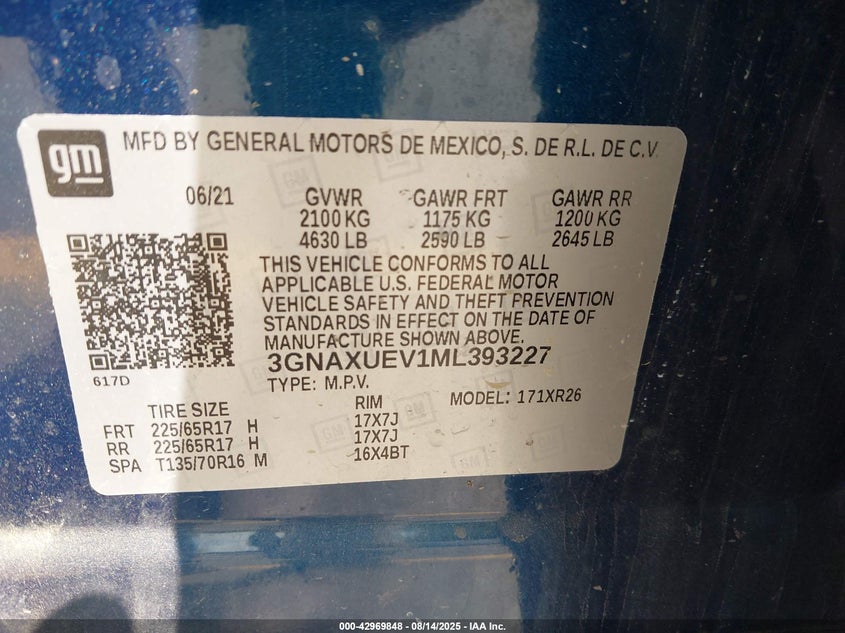 gm
MFD BY GENERAL MOTORS DE MEXICO, S. DE R.L. DE C.V.
06/21 GVWR GAWR FRT GAWR RR
2100 KG 1175 KG 1200 KG
4630 LB 2590 LB 2645 LB
THIS VEHICLE CONFORMS TO ALL
APPLICABLE U.S. FEDERAL MOTOR
VEHICLE SAFETY AND THEFT PREVENTION
STANDARDS IN EFFECT ON THE DATE OF
MANUFACTURE SHOWN ABOVE.
3GNAXUEV1ML393227
617D
TYPE: M.P.V. MODEL: 171XR26
TIRE SIZE RIM
FRT 225/65R17 H 17X7J
RR 225/65R17 H 17X7J
SPA T135/70R16 M 16X4BT
GM
000-42969848 - 08/14/2025 - IAA Inc.